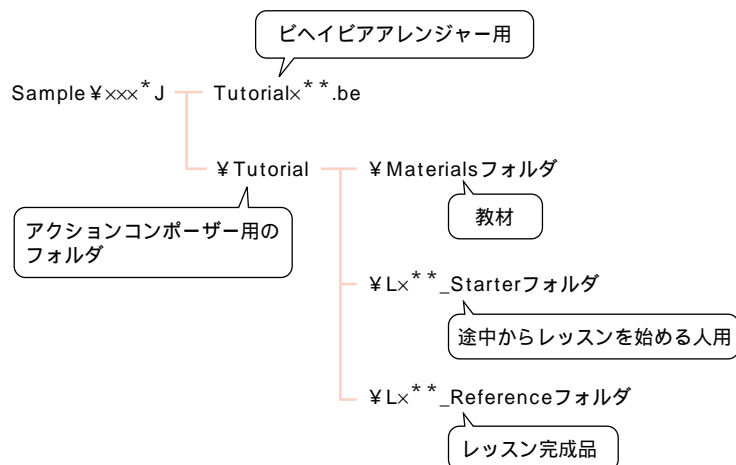 ビヘイビアアレンジャー用
Sample¥×××*J
Tutorial×**.be
¥Tutorial
¥Materialsフォルダ
アクションコンポーザー用の
フォルダ
教材
¥L×**_Starterフォルダ
途中からレッスンを始める人用
¥L×**_Referenceフォルダ
レッスン完成品